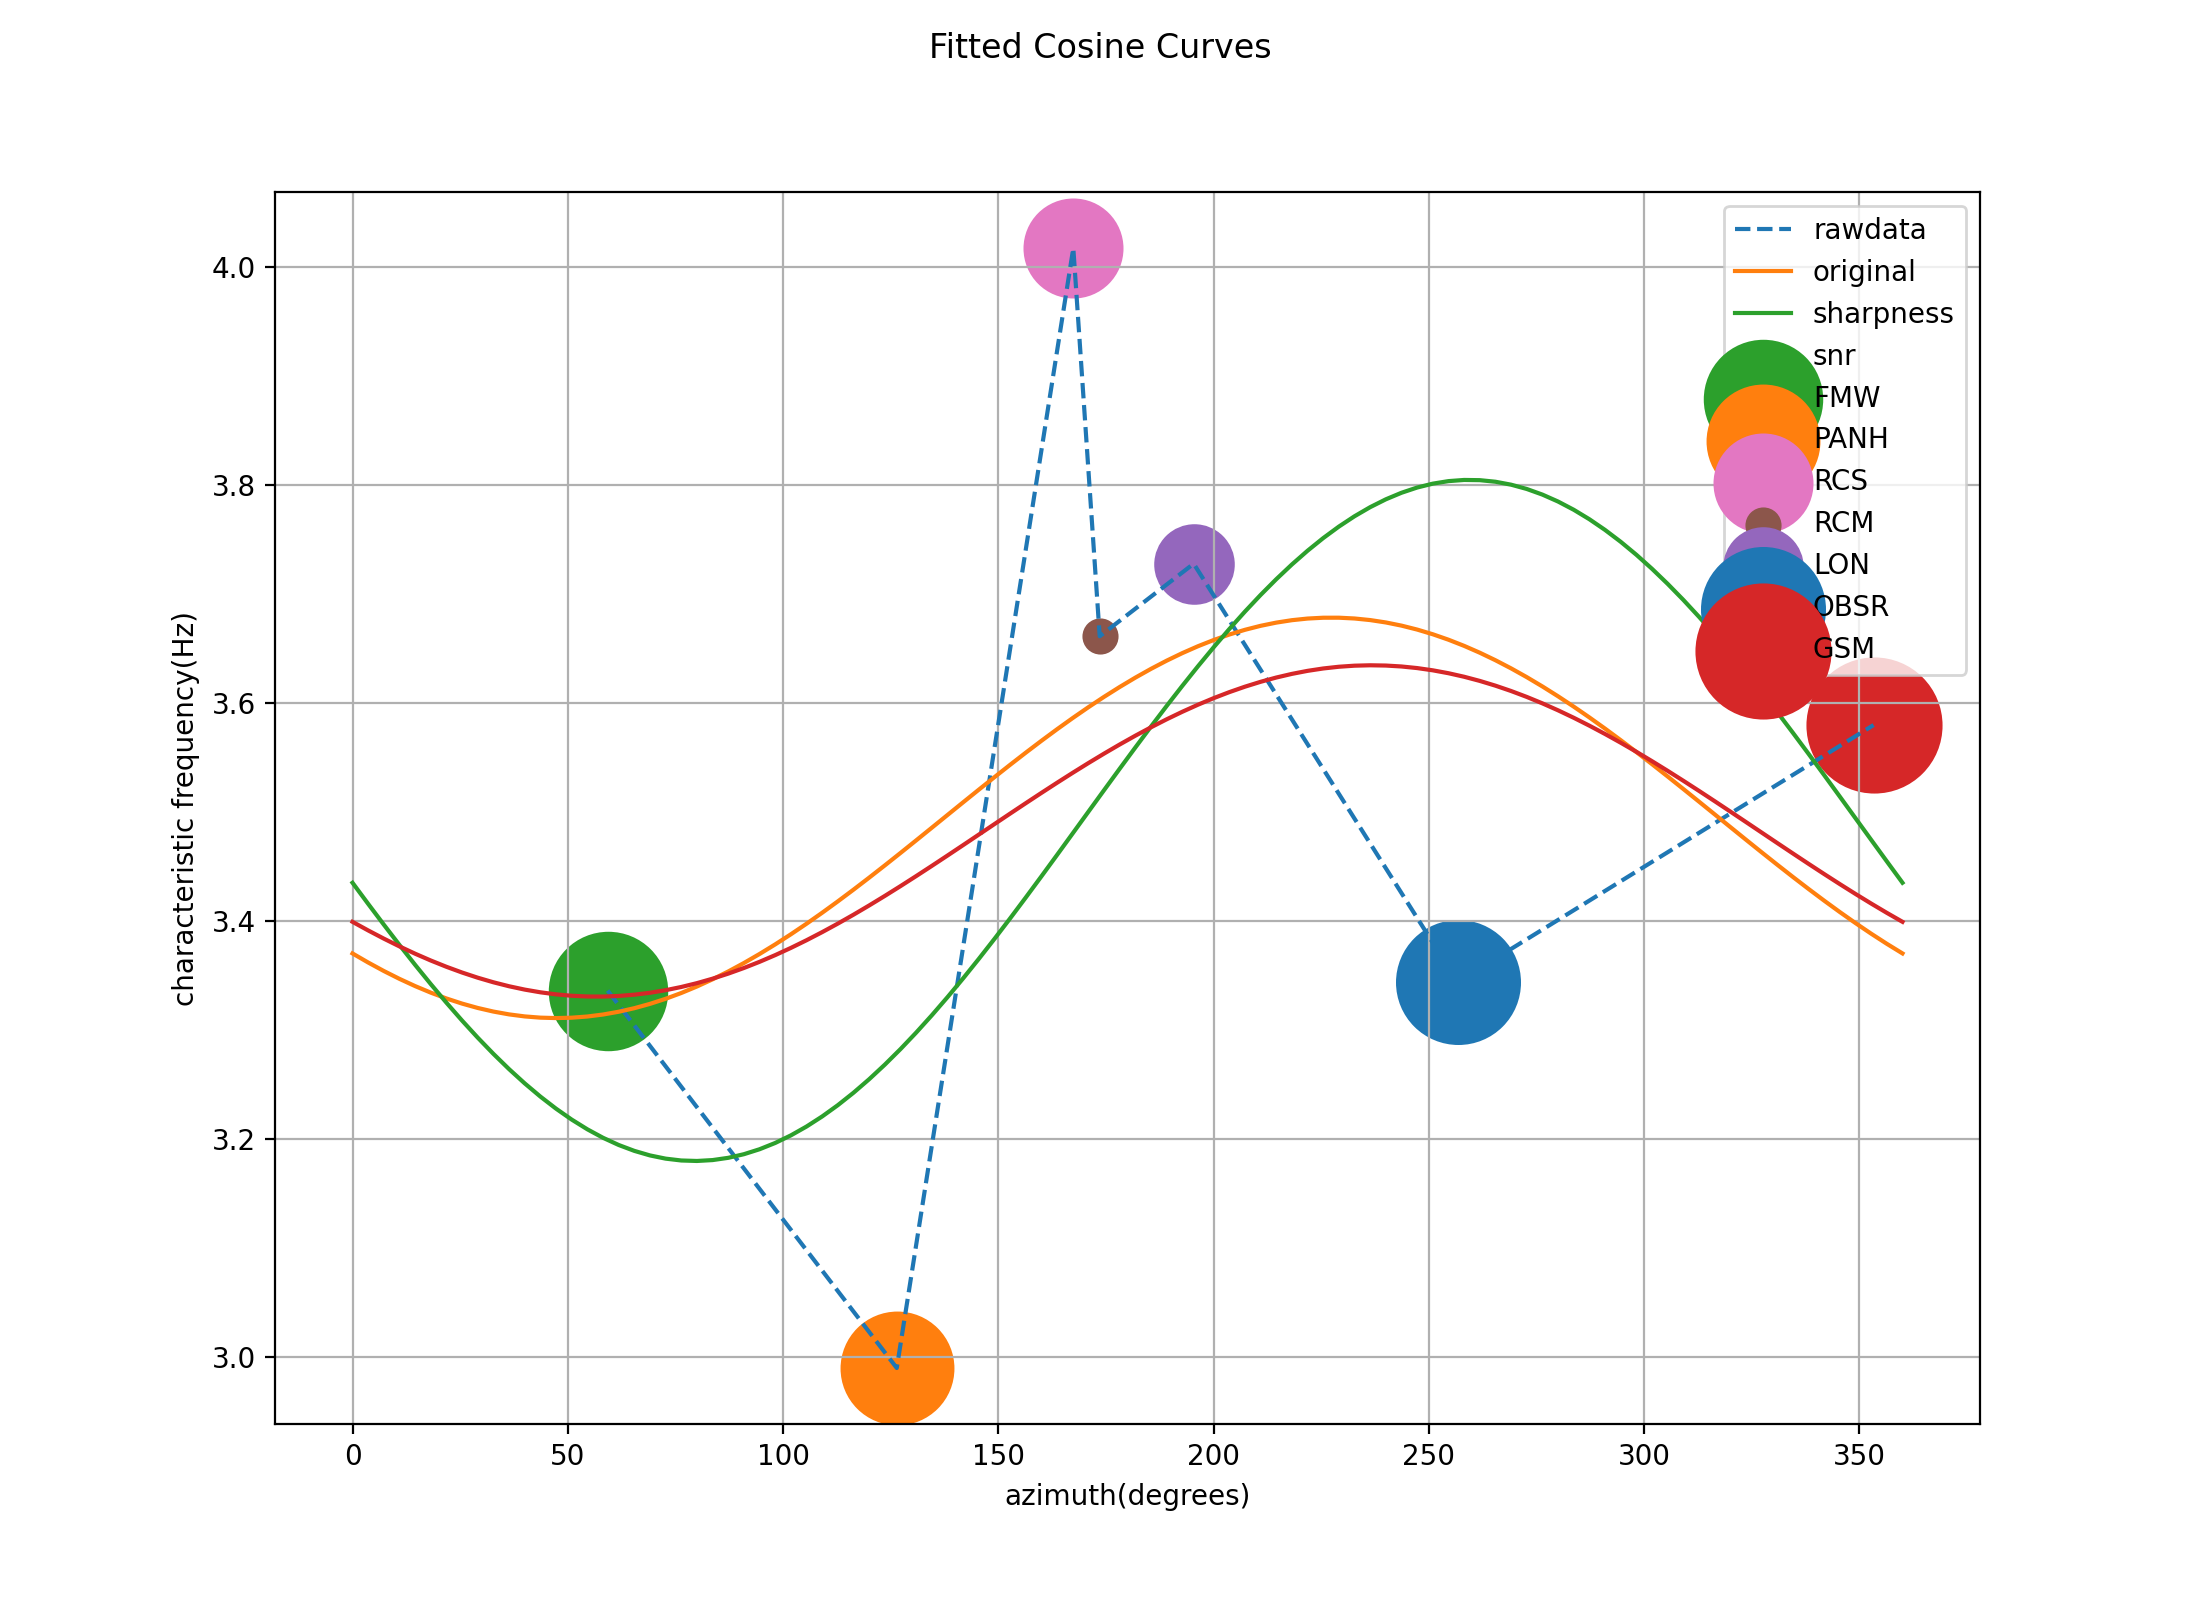 Fitted Cosine Curves
rawdata
original
sharpness
snr
FMW
PANH
RCS
RCM
LON
OBSR
GSM
characteristic frequency(Hz)
4.0
3.8
3.6
3.4
3.2
3.0
0 50 100 150 200 250 300 350
azimuth(degrees)